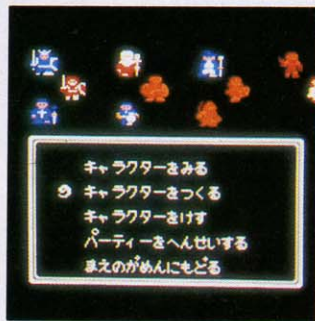 キャラクターをみる
キャラクターをつくる
キャラクターをけす
パーティーをへんせいする
まえのがめんにもどる